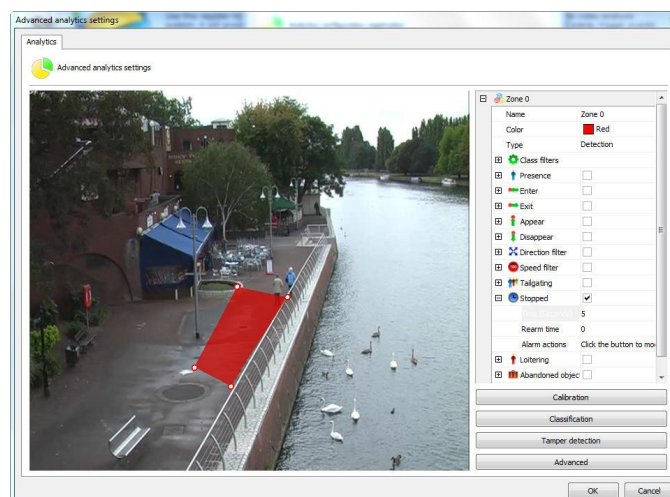 Advanced analytics settings
Analytics
Advanced analytics settings
Zone 0
Name Zone 0
Color Red
Type Detection
Class filters
Presence
Enter
Exit
Appear
Disappear
Direction filter
Speed filter
Tailgating
Stopped
5
Rearm time 0
Alarm actions Click the button to mo
Loitering
Abandoned objec
Calibration
Classification
Tamper detection
Advanced
OK Cancel